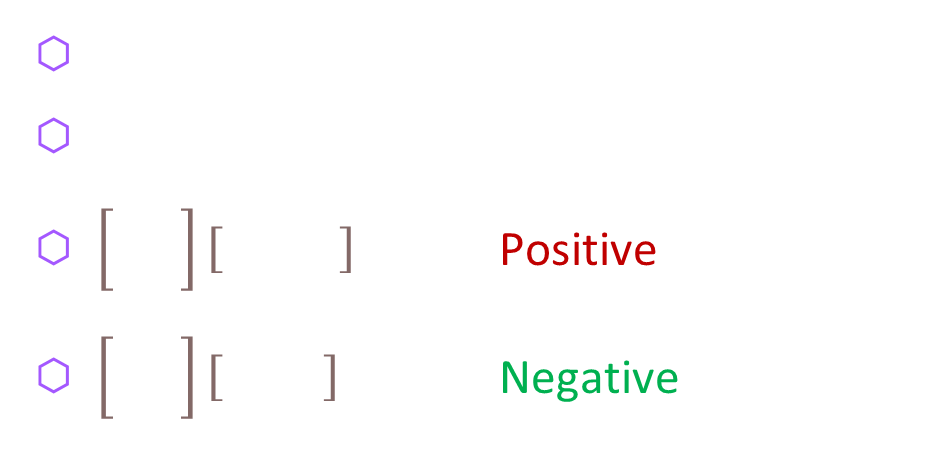 [ ] [ ] Positive
[ ] [ ] Negative